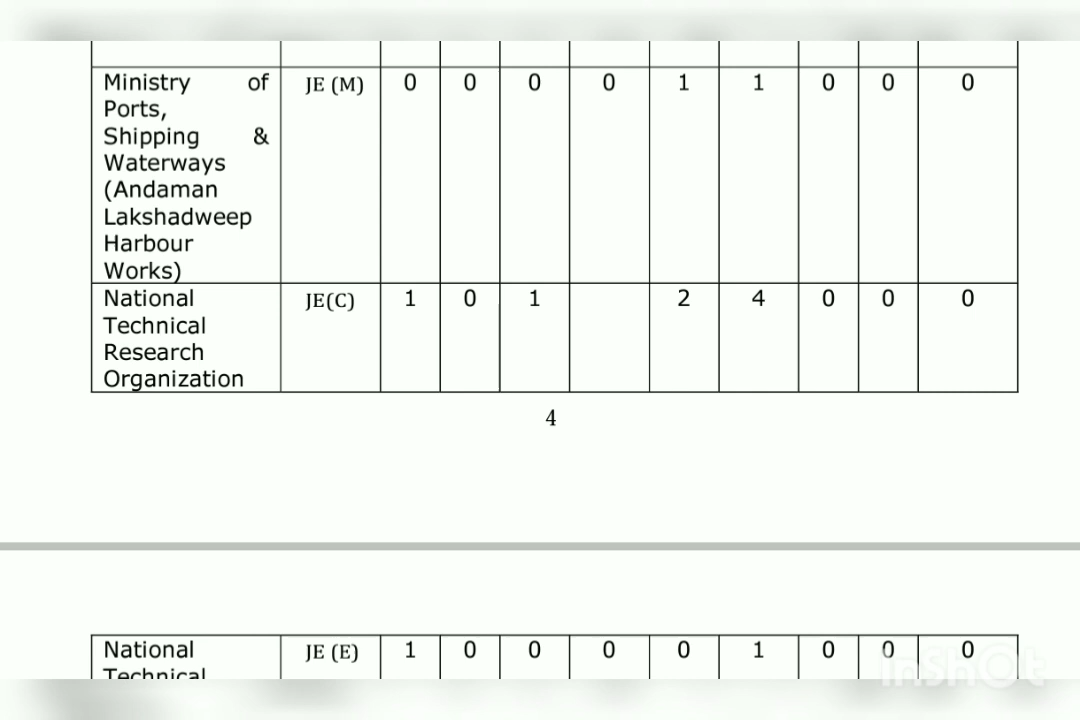 Ministry of JE (M) 0 0 0 0 1 1 0 0 0
Ports,
Shipping &
Waterways
(Andaman
Lakshadweep
Harbour
Works)
National JE(C) 1 0 1 2 4 0 0 0
Technical
Research
Organization
4
National JE (E) 1 0 0 0 0 1 0 0 0
Technical
InShOt